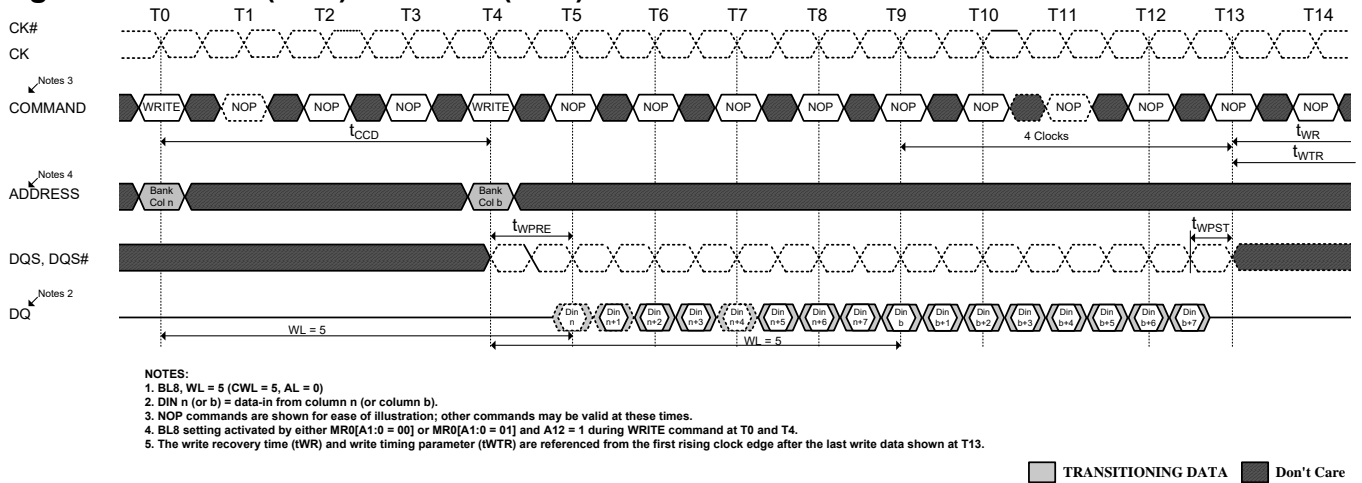 T0 T1 T2 T3 T4 T5 T6 T7 T8 T9 T10 T11 T12 T13 T14
CK#
CK
Notes 3
COMMAND
WRITE NOP NOP NOP WRITE NOP NOP NOP NOP NOP NOP NOP NOP NOP NOP
tCCD
4 Clocks
tWR
tWTR
Notes 4
ADDRESS
Bank Bank
Col n Col b
tWPRE
tWPST
DQS, DQS#
Notes 2
DQ
Din Din Din Din Din Din Din Din Din Din Din Din Din Din Din Din
n n+1 n+2 n+3 n+4 n+5 n+6 n+7 b b+1 b+2 b+3 b+4 b+5 b+6 b+7
WL = 5
WL = 5
NOTES:
1. BL8, WL = 5 (CWL = 5, AL = 0)
2. DIN n (or b) = data-in from column n (or column b).
3. NOP commands are shown for ease of illustration; other commands may be valid at these times.
4. BL8 setting activated by either MR0[A1:0 = 00] or MR0[A1:0 = 01] and A12 = 1 during WRITE command at T0 and T4.
5. The write recovery time (tWR) and write timing parameter (tWTR) are referenced from the first rising clock edge after the last write data shown at T13.
TRANSITIONING DATA Don't Care